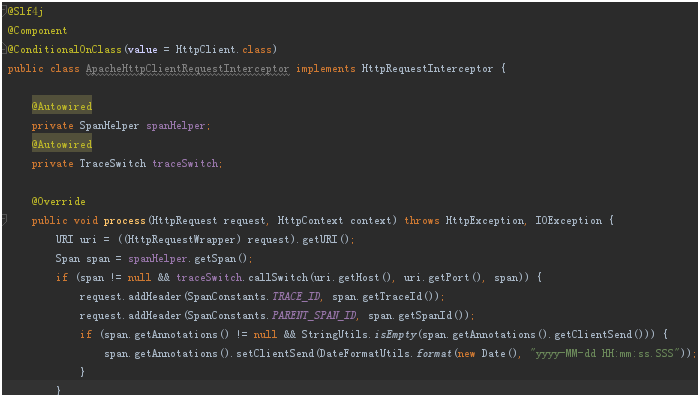 @Slf4j
@Component
@ConditionalOnClass(value = HttpClient.class)
public class ApacheHttpClientRequestInterceptor implements HttpRequestInterceptor {
@Autowired
private SpanHelper spanHelper;
@Autowired
private TraceSwitch traceSwitch;
@Override
public void process(HttpRequest request, HttpContext context) throws HttpException, IOException {
URI uri = ((HttpRequestWrapper) request).getURI();
Span span = spanHelper.getSpan();
if (span != null && traceSwitch.callSwitch(uri.getHost(), uri.getPort(), span)) {
request.addHeader(SpanConstants.TRACE_ID, span.getTraceId());
request.addHeader(SpanConstants.PARENT_SPAN_ID, span.getSpanId());
if (span.getAnnotations() != null && StringUtils.isEmpty(span.getAnnotations().getClientSend())) {
span.getAnnotations().setClientSend(DateFormatUtils.format(new Date(), "yyyy-MM-dd HH:mm:ss.SSS"));
}
}